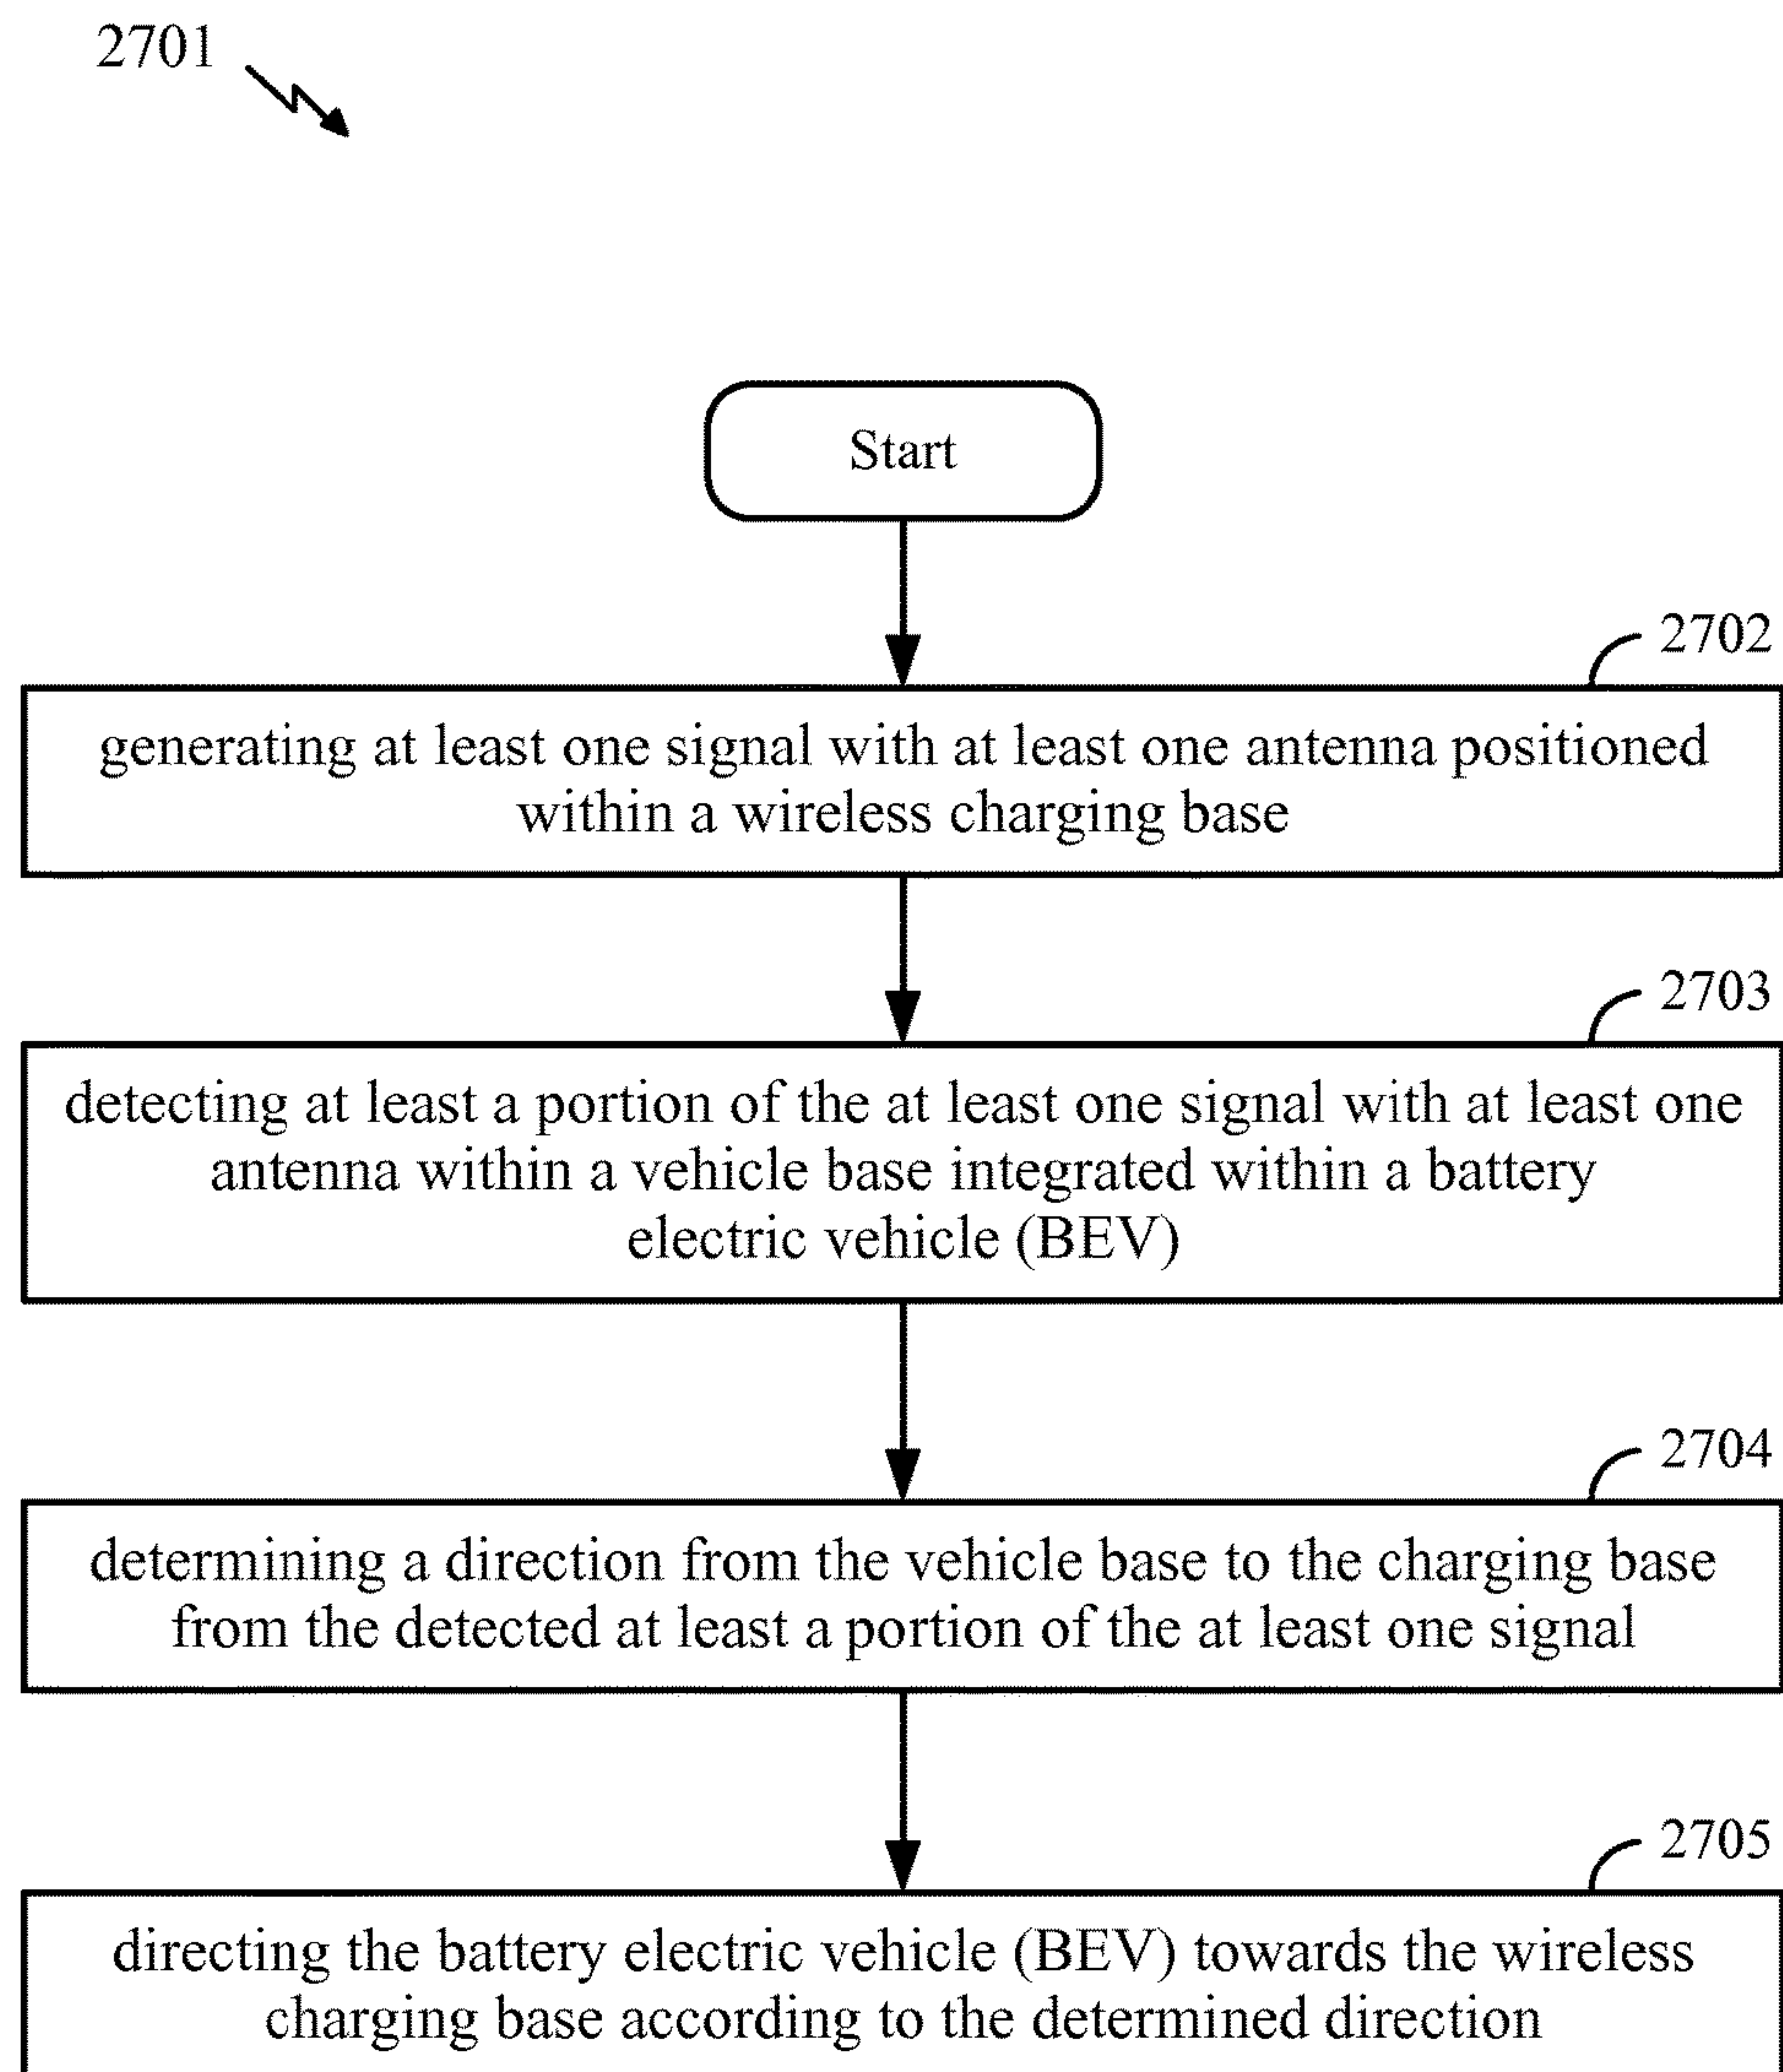 2701
Start
2702
generating at least one signal with at least one antenna positioned
within a wireless charging base
2703
detecting at least a portion of the at least one signal with at least one
antenna within a vehicle base integrated within a battery
electric vehicle (BEV)
2704
determining a direction from the vehicle base to the charging base
from the detected at least a portion of the at least one signal
2705
directing the battery electric vehicle (BEV) towards the wireless
charging base according to the determined direction